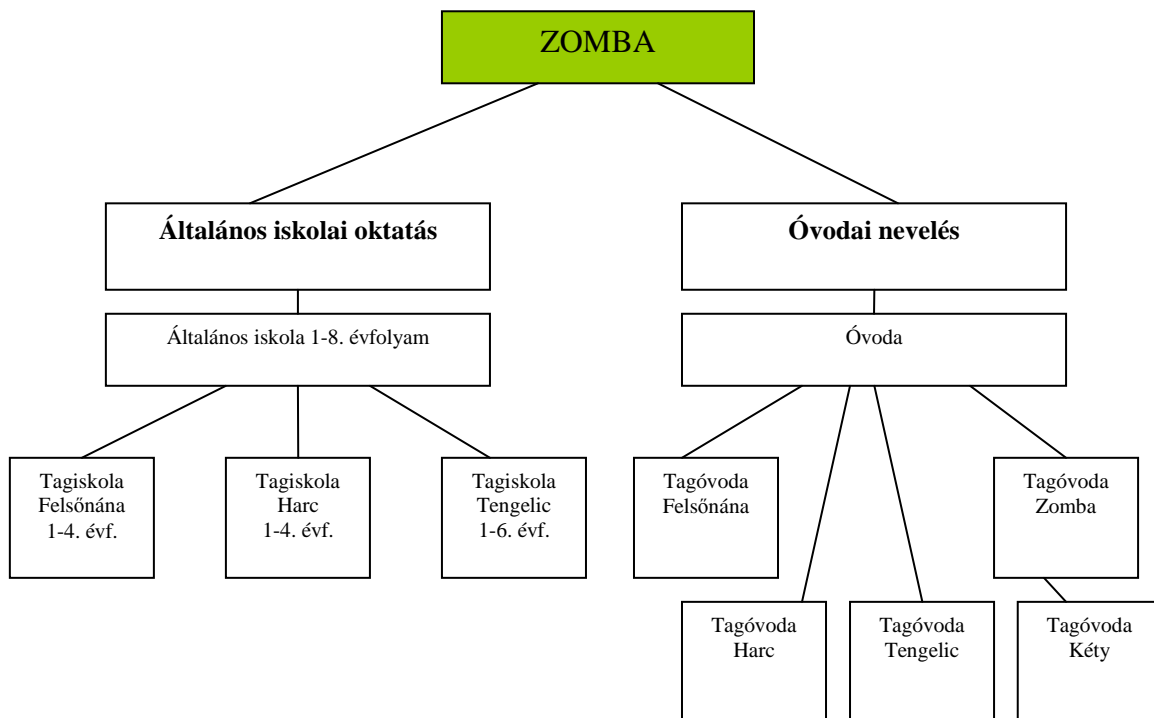 ZOMBA
Általános iskolai oktatás
Óvodai nevelés
Általános iskola 1-8. évfolyam
Óvoda
Tagiskola
Felsőnána
1-4. évf.
Tagiskola
Harc
1-4. évf.
Tagiskola
Tengelic
1-6. évf.
Tagóvoda
Felsőnána
Tagóvoda
Zomba
Tagóvoda
Harc
Tagóvoda
Tengelic
Tagóvoda
Kéty